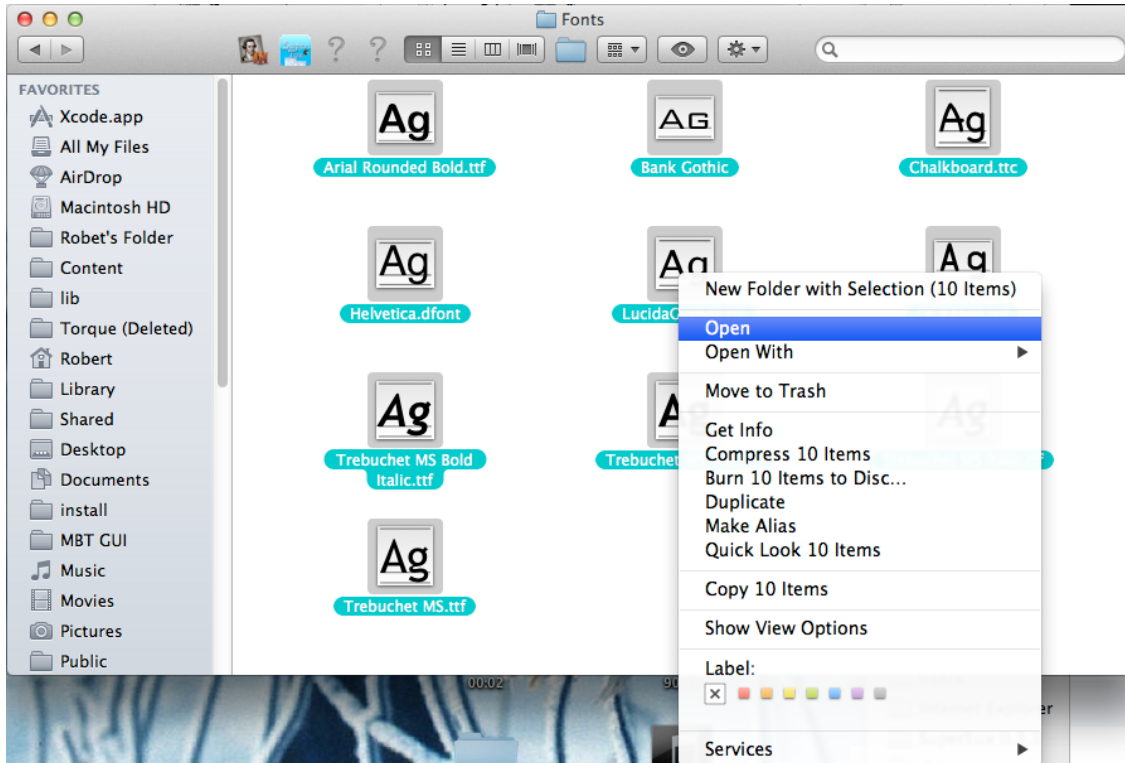 Fonts
FAVORITES
Xcode.app
All My Files
AirDrop
Macintosh HD
Robet's Folder
Content
lib
Torque (Deleted)
Robert
Library
Shared
Desktop
Documents
install
MBT GUI
Music
Movies
Pictures
Public
Ag Ag Ag
Arial Rounded Bold.ttf Bank Gothic Chalkboard.ttc
Ag Ag Ag
Helvetica.dfont
Ag Ag
Trebuchet MS Bold
Italic.ttf
Ag
Trebuchet MS.ttf
New Folder with Selection (10 Items)
Open
Open With
Move to Trash
Get Info
Compress 10 Items
Burn 10 Items to Disc...
Duplicate
Make Alias
Quick Look 10 Items
Copy 10 Items
Show View Options
Label:
Services
00:02